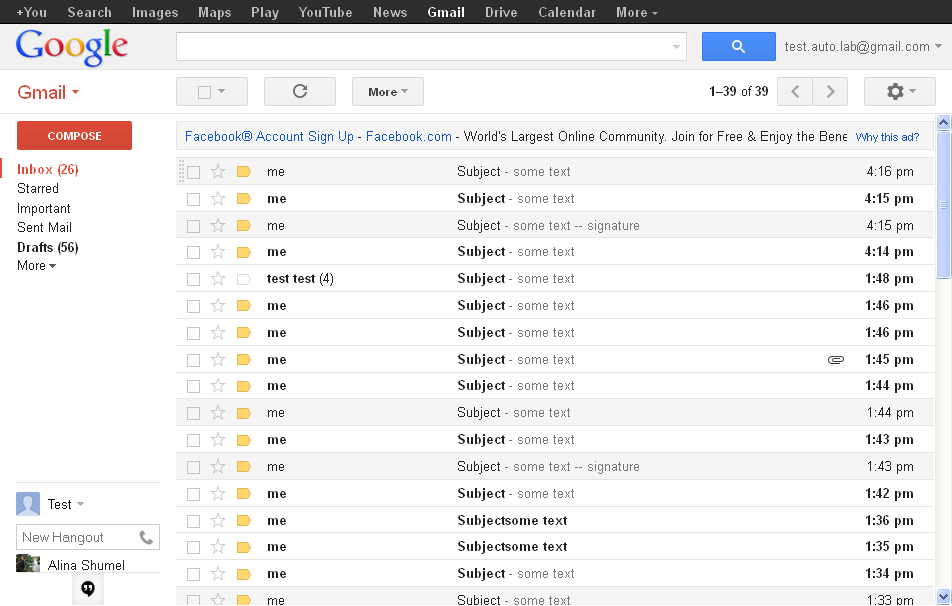 +You Search Images Maps Play YouTube News Gmail Drive Calendar More
Google test.auto.lab@gmail.com
Gmail More 1–39 of 39
COMPOSE
Inbox (26)
Starred
Important
Sent Mail
Drafts (56)
More
Facebook® Account Sign Up - Facebook.com - World's Largest Online Community. Join for Free & Enjoy the Bene Why this ad?
me Subject - some text 4:16 pm
me Subject - some text 4:15 pm
me Subject - some text -- signature 4:15 pm
me Subject - some text 4:14 pm
test test (4) Subject - some text 1:48 pm
me Subject - some text 1:46 pm
me Subject - some text 1:46 pm
me Subject - some text 1:45 pm
me Subject - some text 1:44 pm
me Subject - some text 1:44 pm
me Subject - some text 1:43 pm
me Subject - some text -- signature 1:43 pm
me Subject - some text 1:42 pm
me Subjectsome text 1:36 pm
me Subjectsome text 1:35 pm
me Subject - some text 1:34 pm
me Subject - some text 1:33 pm
Test
New Hangout
Alina Shumel